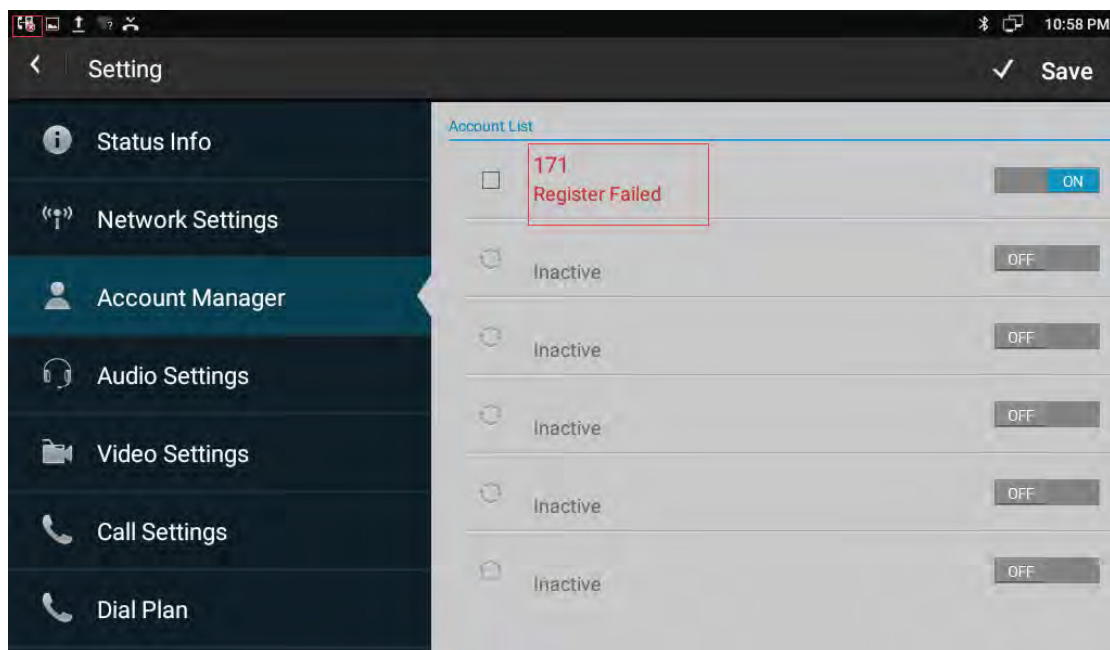 10:58 PM
Setting
Save
Status Info
Network Settings
Account Manager
Audio Settings
Video Settings
Call Settings
Dial Plan
Account List
171
Register Failed
ON
Inactive
OFF
Inactive
OFF
Inactive
OFF
Inactive
OFF
Inactive
OFF